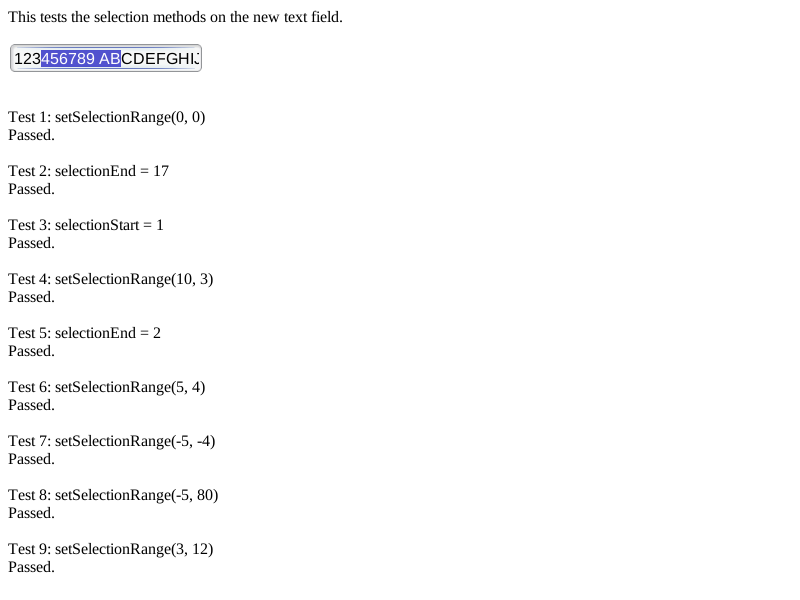 This tests the selection methods on the new text field.
123456789 ABCDEFGHIJ
Test 1: setSelectionRange(0, 0)
Passed.
Test 2: selectionEnd = 17
Passed.
Test 3: selectionStart = 1
Passed.
Test 4: setSelectionRange(10, 3)
Passed.
Test 5: selectionEnd = 2
Passed.
Test 6: setSelectionRange(5, 4)
Passed.
Test 7: setSelectionRange(-5, -4)
Passed.
Test 8: setSelectionRange(-5, 80)
Passed.
Test 9: setSelectionRange(3, 12)
Passed.